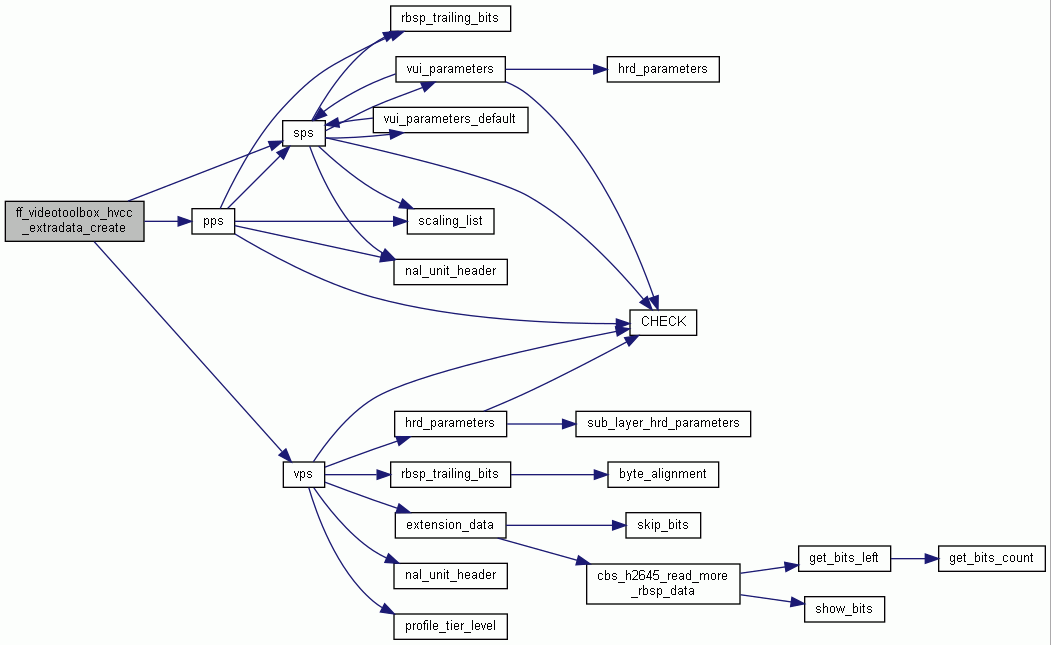 rbsp_trailing_bits
vui_parameters
hrd_parameters
vui_parameters_default
sps
ff_videotoolbox_hvcc
_extradata_create
pps
scaling_list
nal_unit_header
CHECK
hrd_parameters
sub_layer_hrd_parameters
vps
rbsp_trailing_bits
byte_alignment
extension_data
skip_bits
get_bits_left
get_bits_count
nal_unit_header
cbs_h2645_read_more
_rbsp_data
show_bits
profile_tier_level